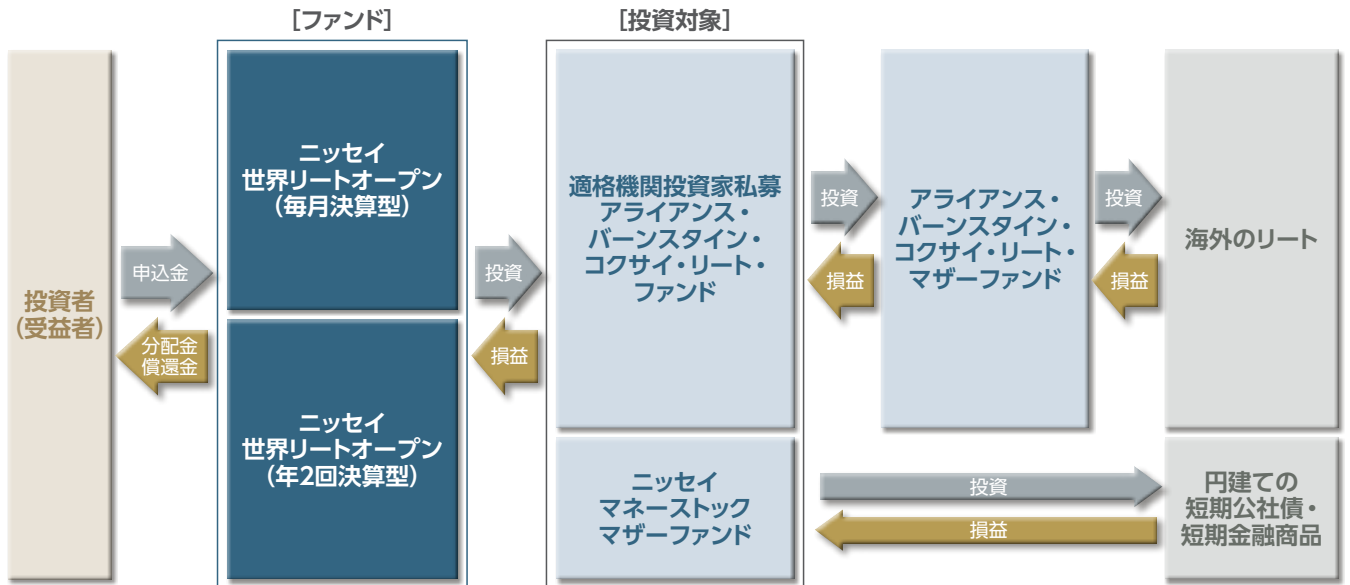 [ファンド]
[投資対象]
投資者
(受益者)
申込金
分配金
償還金
ニッセイ
世界リートオープン
(毎月決算型)
ニッセイ
世界リートオープン
(年2回決算型)
投資
損益
適格機関投資家私募
アライアンス・
バーンスタイン・
コクサイ・リート・
ファンド
ニッセイ
マネーストック
マザーファンド
投資
損益
アライアンス・
バーンスタイン・
コクサイ・リート・
マザーファンド
投資
損益
海外のリート
投資
損益
円建ての
短期公社債・
短期金融商品